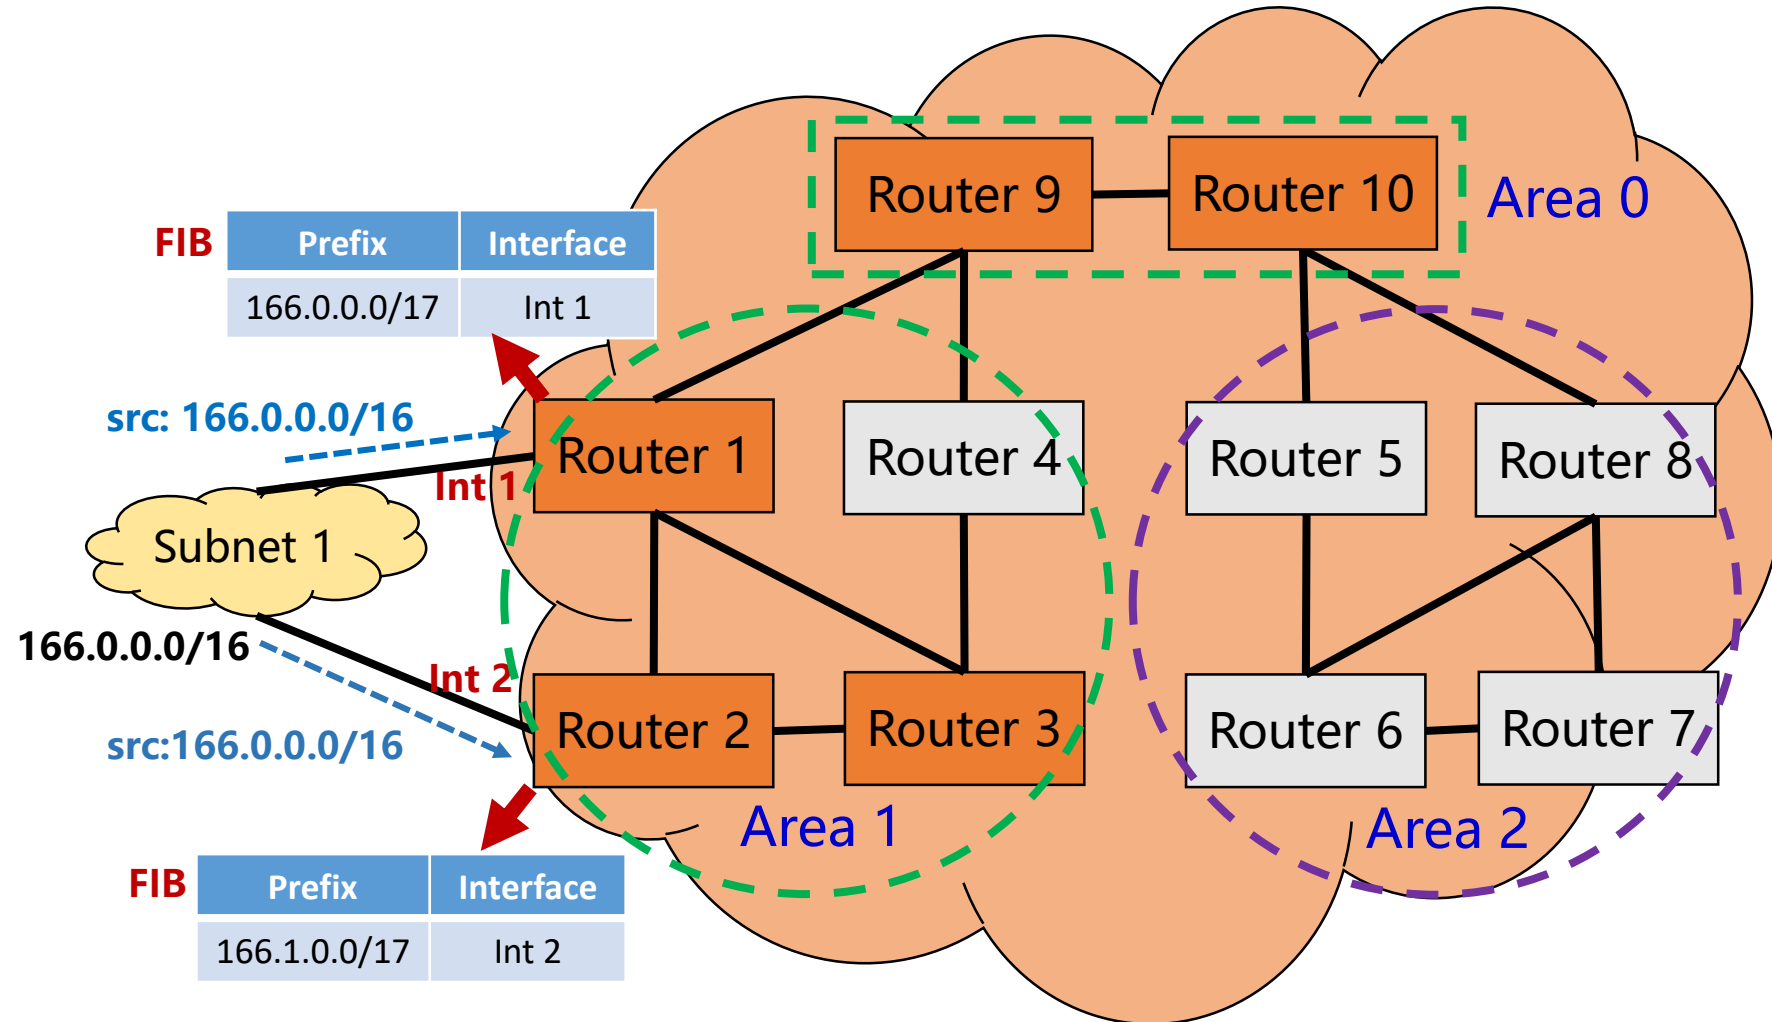 Router 9
Router 10
Area 0
FIB
Prefix
Interface
166.0.0.0/17
Int 1
src: 166.0.0.0/16
Router 1
Router 4
Router 5
Router 8
Int 1
Subnet 1
166.0.0.0/16
Int 2
src:166.0.0.0/16
Router 2
Router 3
Router 6
Router 7
Area 1
Area 2
FIB
Prefix
Interface
166.1.0.0/17
Int 2